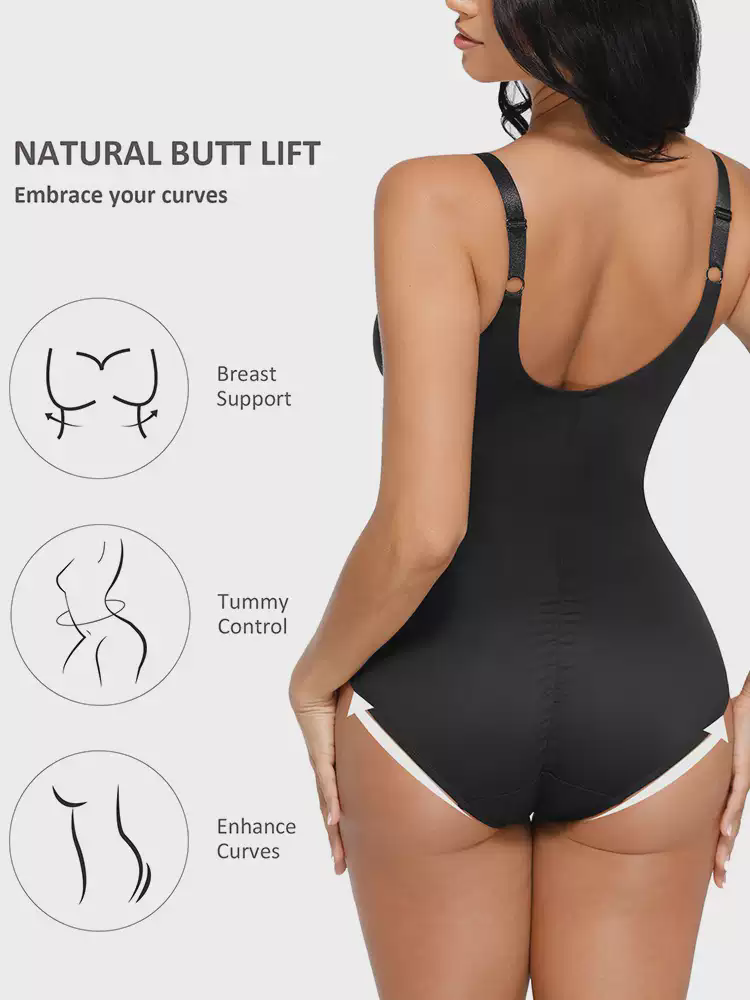 NATURAL BUTT LIFT
Embrace your curves
Breast
Support
Tummy
Control
Enhance
Curves